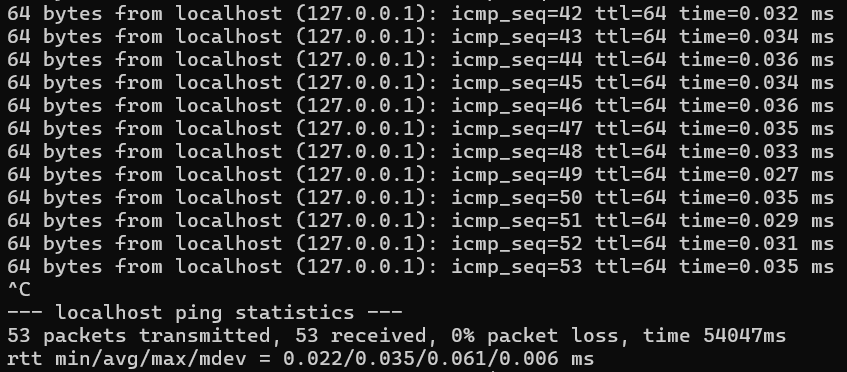 64 bytes from localhost (127.0.0.1): icmp_seq=42 ttl=64 time=0.032 ms
64 bytes from localhost (127.0.0.1): icmp_seq=43 ttl=64 time=0.034 ms
64 bytes from localhost (127.0.0.1): icmp_seq=44 ttl=64 time=0.036 ms
64 bytes from localhost (127.0.0.1): icmp_seq=45 ttl=64 time=0.034 ms
64 bytes from localhost (127.0.0.1): icmp_seq=46 ttl=64 time=0.036 ms
64 bytes from localhost (127.0.0.1): icmp_seq=47 ttl=64 time=0.035 ms
64 bytes from localhost (127.0.0.1): icmp_seq=48 ttl=64 time=0.033 ms
64 bytes from localhost (127.0.0.1): icmp_seq=49 ttl=64 time=0.027 ms
64 bytes from localhost (127.0.0.1): icmp_seq=50 ttl=64 time=0.035 ms
64 bytes from localhost (127.0.0.1): icmp_seq=51 ttl=64 time=0.029 ms
64 bytes from localhost (127.0.0.1): icmp_seq=52 ttl=64 time=0.031 ms
64 bytes from localhost (127.0.0.1): icmp_seq=53 ttl=64 time=0.035 ms
^C
--- localhost ping statistics ---
53 packets transmitted, 53 received, 0% packet loss, time 54047ms
rtt min/avg/max/mdev = 0.022/0.035/0.061/0.006 ms